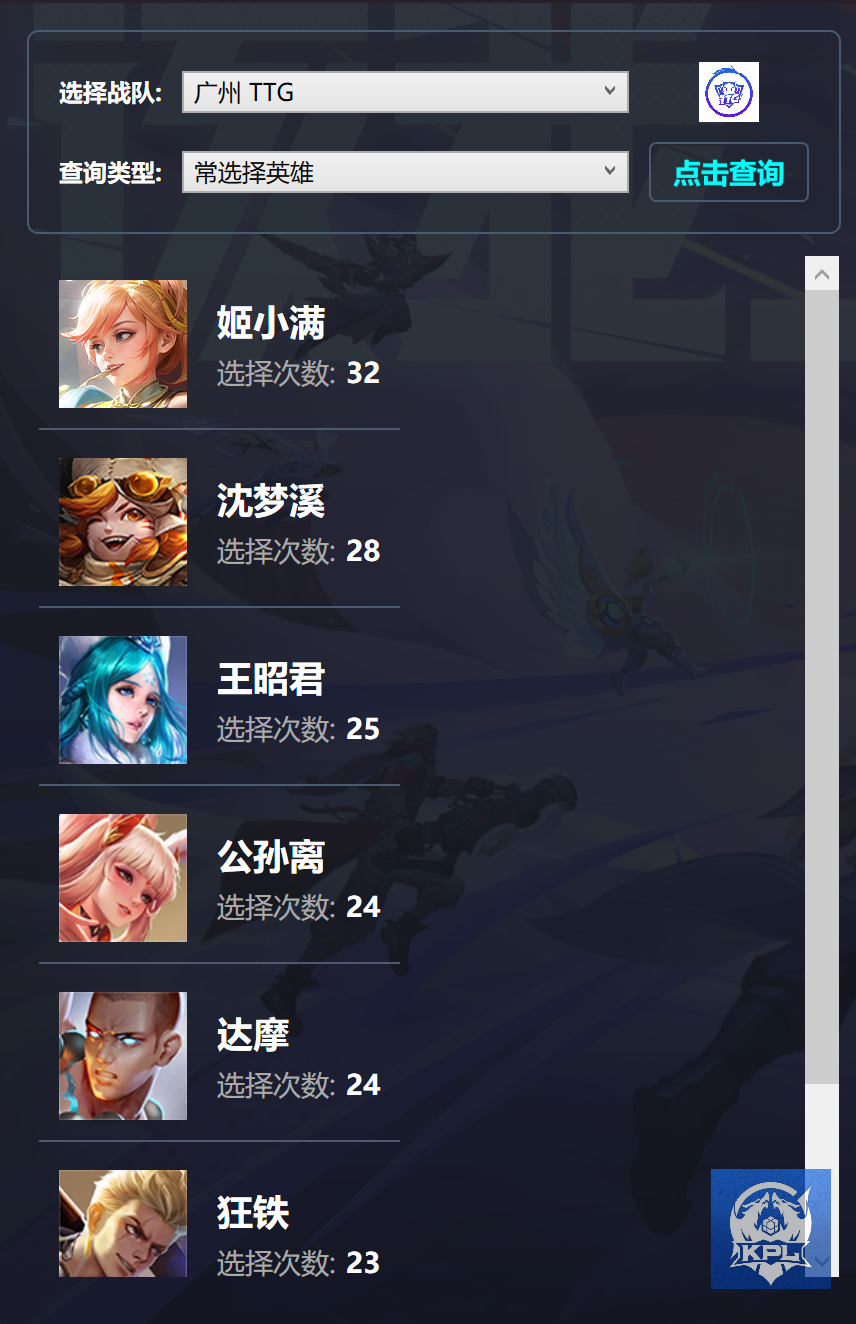 选择战队: 广州 TTG
TTG
查询类型: 常选择英雄 点击查询
姬小满
选择次数: 32
沈梦溪
选择次数: 28
王昭君
选择次数: 25
公孙离
选择次数: 24
达摩
选择次数: 24
狂铁
选择次数: 23
KPL